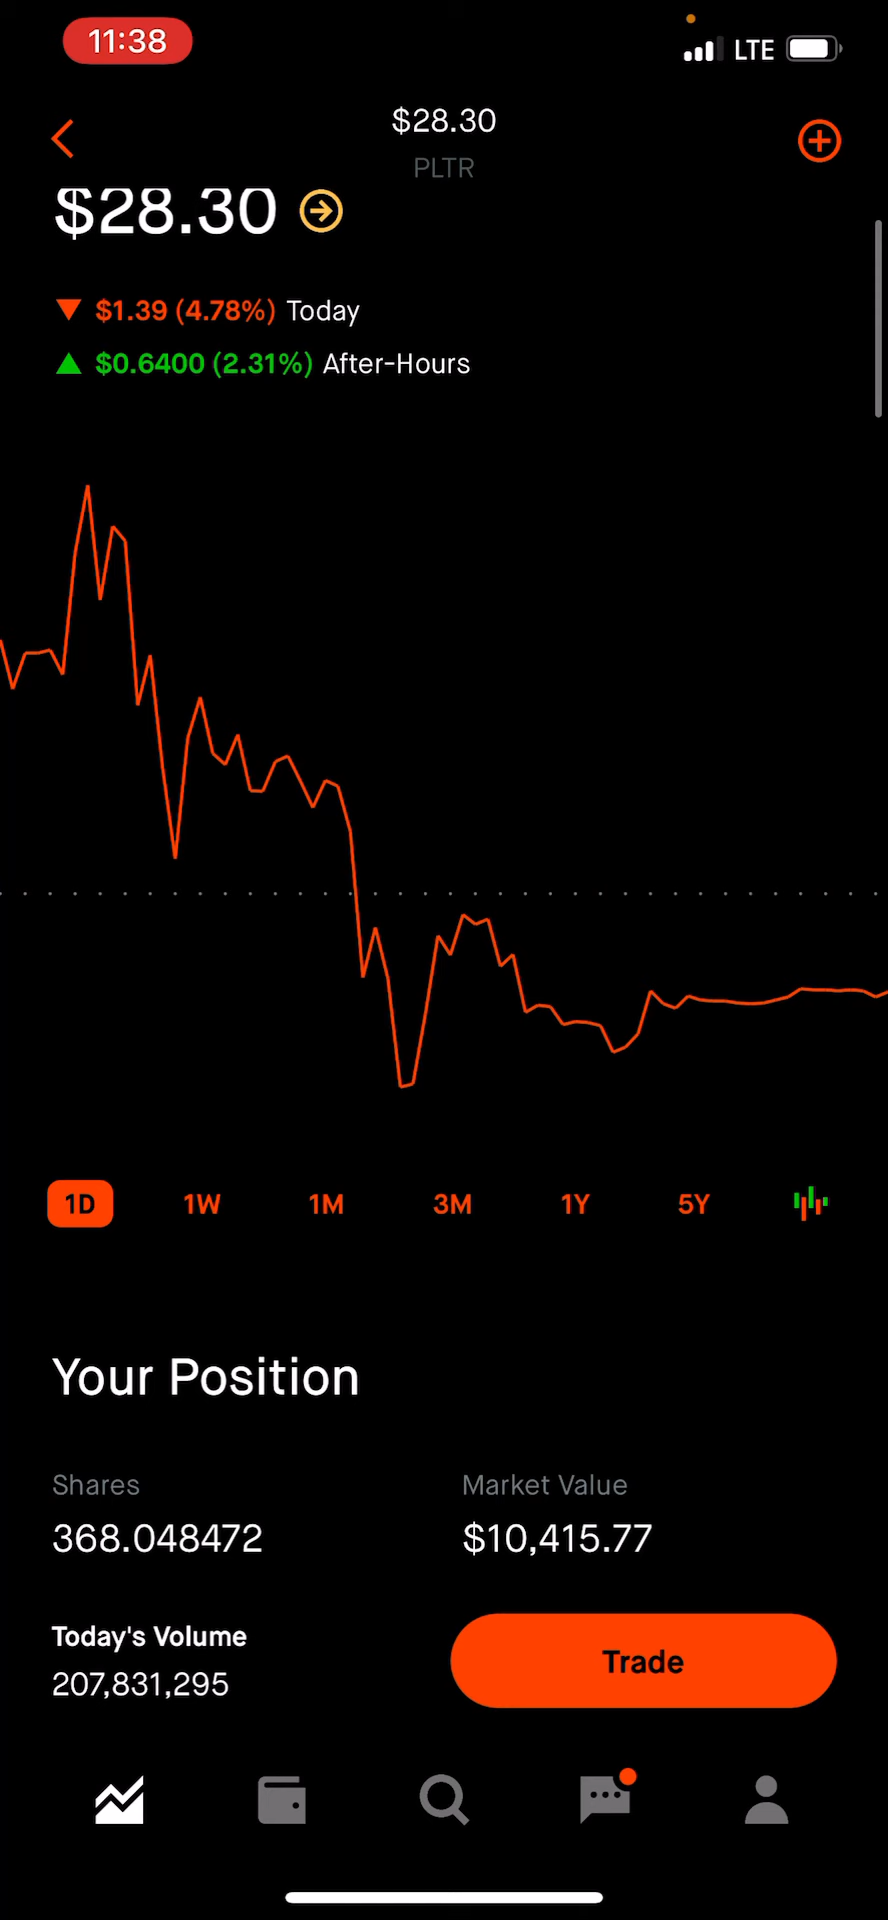 11:38
LTE
$28.30
PLTR
$28.30
$1.39 (4.78%) Today
$0.6400 (2.31%) After-Hours
1D 1W 1M 3M 1Y 5Y
Your Position
Shares
368.048472
Market Value
$10,415.77
Today's Volume
207,831,295
Trade